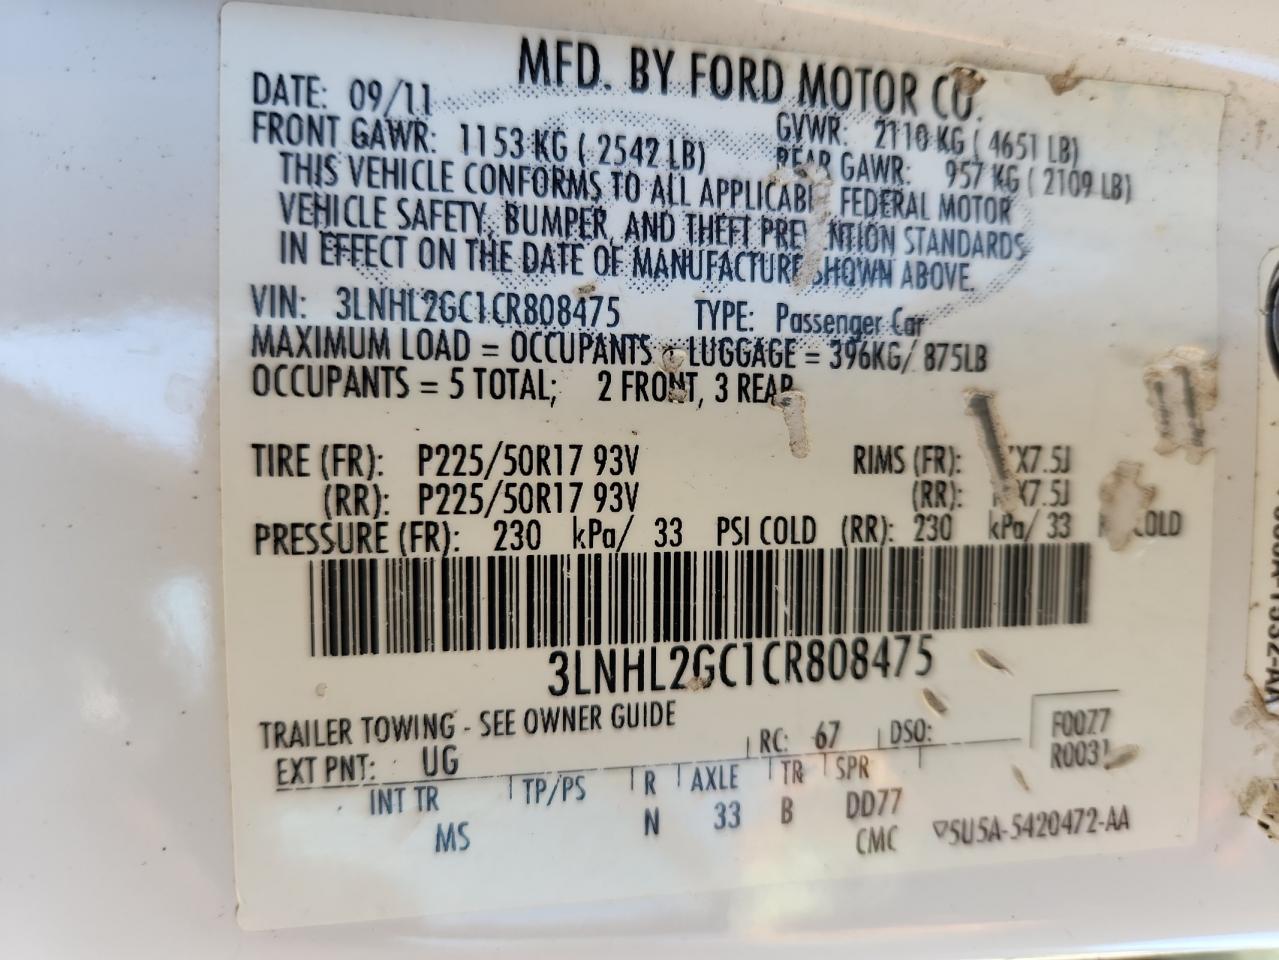 MFD. BY FORD MOTOR CO.
DATE: 09/11
GVWR: 2110 KG ( 4651 LB)
FRONT GAWR: 1153 KG ( 2542 LB)
REAR GAWR: 957 KG ( 2109 LB)
THIS VEHICLE CONFORMS TO ALL APPLICABLE FEDERAL MOTOR
VEHICLE SAFETY, BUMPER, AND THEFT PREVENTION STANDARDS
IN EFFECT ON THE DATE OF MANUFACTURE SHOWN ABOVE.
VIN: 3LNHL2GC1CR808475 TYPE: Passenger Car
MAXIMUM LOAD = OCCUPANTS + LUGGAGE = 396KG/ 875LB
OCCUPANTS = 5 TOTAL; 2 FRONT, 3 REAR
TIRE (FR): P225/50R17 93V RIMS (FR): X7.5J
(RR): P225/50R17 93V (RR): X7.5J
PRESSURE (FR): 230 kPa/ 33 PSI COLD (RR): 230 kPa/ 33 COLD
3LNHL2GC1CR808475
TRAILER TOWING - SEE OWNER GUIDE
EXT PNT: UG RC: 67 DSO: F0077
R0031
INT TR TP/PS R AXLE TR SPR
MS N 33 B DD77
CMC 5U5A-5420472-AA